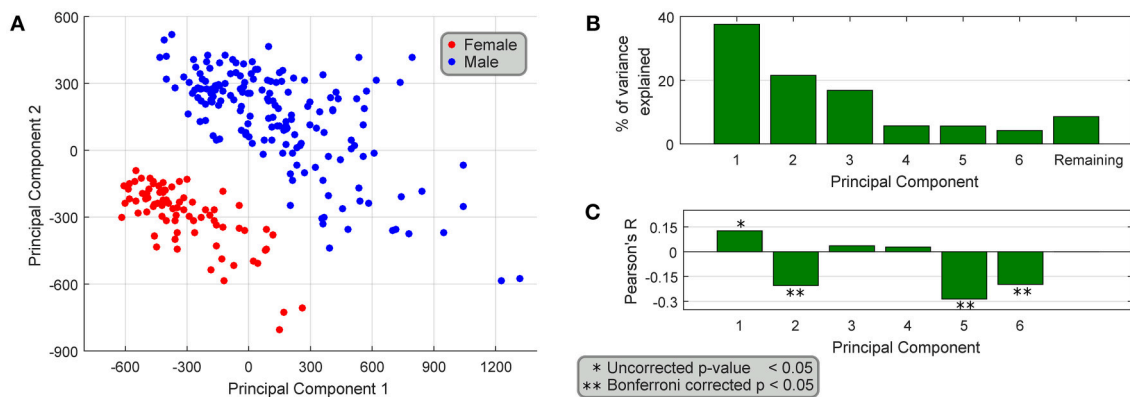 A
Principal Component 2
600
300
0
-300
-600
-900
-600 -300 0 300 600 900 1200
Principal Component 1
Female
Male
B
% of variance
explained
40
20
0
1 2 3 4 5 6 Remaining
Principal Component
C
Pearson's R
0.15
0
-0.15
-0.3
*
**
**
**
1 2 3 4 5 6
Principal Component
* Uncorrected p-value < 0.05
** Bonferroni corrected p < 0.05